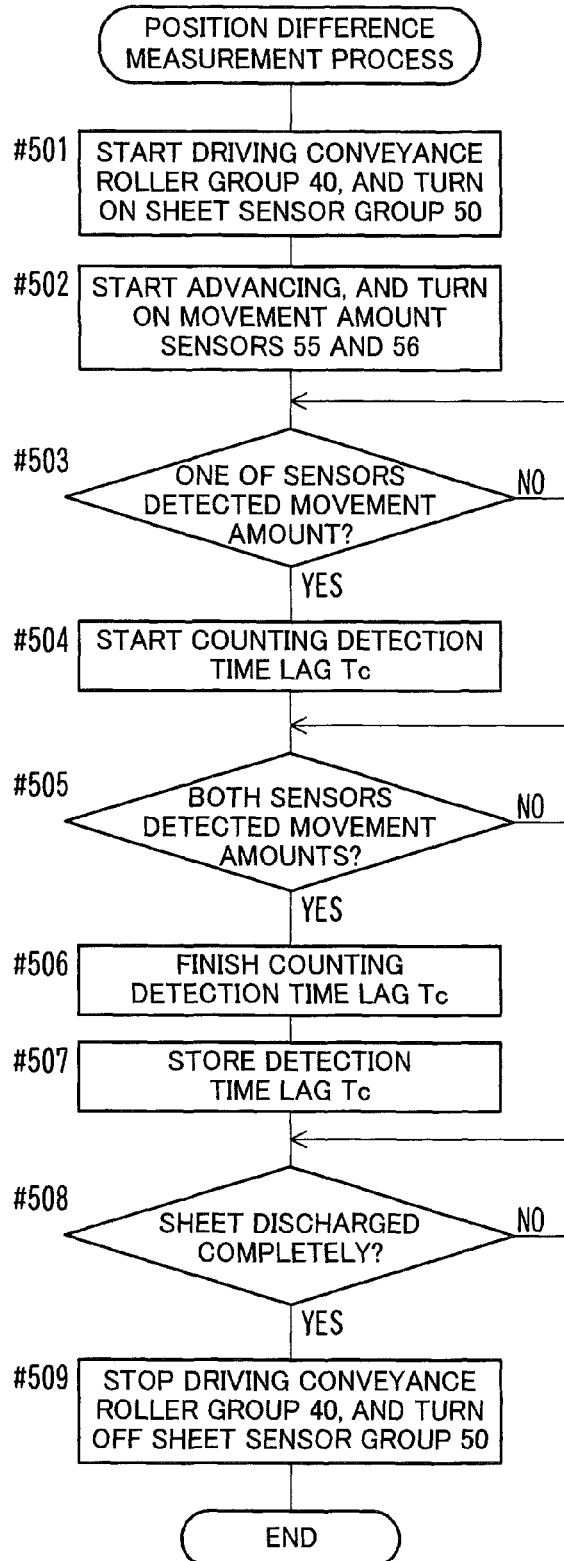 POSITION DIFFERENCE
MEASUREMENT PROCESS
#501
START DRIVING CONVEYANCE
ROLLER GROUP 40, AND TURN
ON SHEET SENSOR GROUP 50
#502
START ADVANCING, AND TURN
ON MOVEMENT AMOUNT
SENSORS 55 AND 56
#503
ONE OF SENSORS
DETECTED MOVEMENT
AMOUNT?
NO
YES
#504
START COUNTING DETECTION
TIME LAG Tc
#505
BOTH SENSORS
DETECTED MOVEMENT
AMOUNTS?
NO
YES
#506
FINISH COUNTING
DETECTION TIME LAG Tc
#507
STORE DETECTION
TIME LAG Tc
#508
SHEET DISCHARGED
COMPLETELY?
NO
YES
#509
STOP DRIVING CONVEYANCE
ROLLER GROUP 40, AND TURN
OFF SHEET SENSOR GROUP 50
END